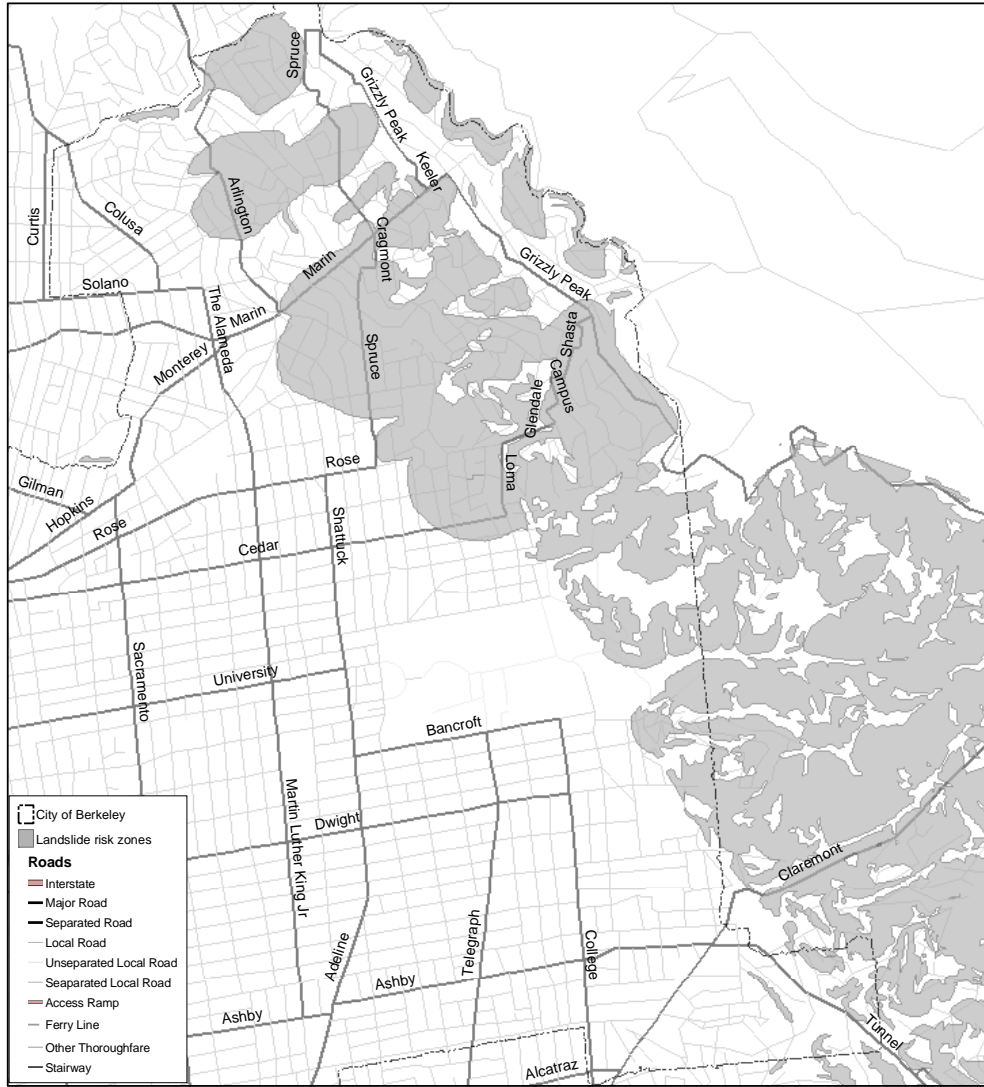 Spruce
Grizzly Peak
Keeler
Curtis
Colusa
Arlington
Cragmont
Marin
Grizzly Peak
Solano
The Alameda
Marin
Shasta
Monterey
Spruce
Campus
Glendale
Rose
Loma
Gilman
Hopkins
Rose
Shattuck
Cedar
Sacramento
University
Bancroft
Martin Luther King Jr
Dwight
Claremont
Adeline
Telegraph
College
Ashby
Ashby
Tunnel
Alcatraz
City of Berkeley
Landslide risk zones
Roads
Interstate
Major Road
Separated Road
Local Road
Unseparated Local Road
Seaparated Local Road
Access Ramp
Ferry Line
Other Thoroughfare
Stairway